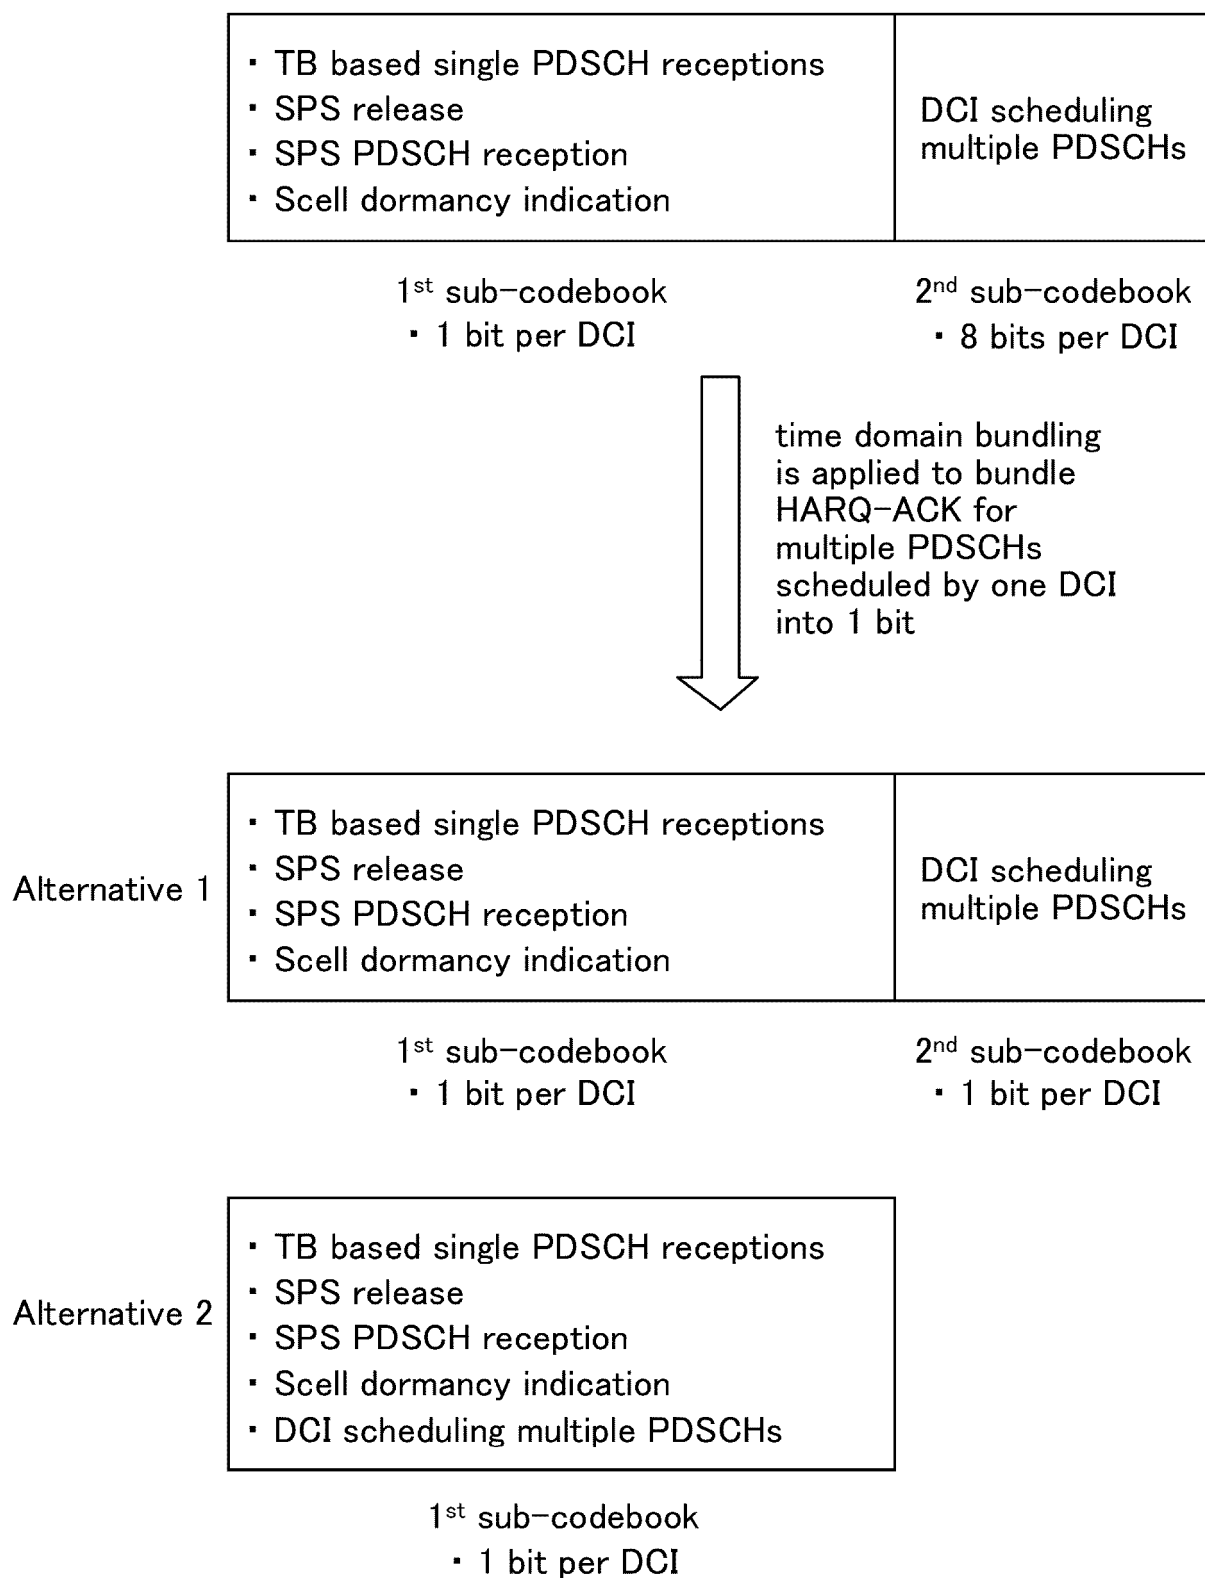 ・ TB based single PDSCH receptions
・ SPS release
・ SPS PDSCH reception
・ Scell dormancy indication
DCI scheduling
multiple PDSCHs
1st sub-codebook
・ 1 bit per DCI
2nd sub-codebook
・ 8 bits per DCI
time domain bundling
is applied to bundle
HARQ-ACK for
multiple PDSCHs
scheduled by one DCI
into 1 bit
Alternative 1
・ TB based single PDSCH receptions
・ SPS release
・ SPS PDSCH reception
・ Scell dormancy indication
DCI scheduling
multiple PDSCHs
1st sub-codebook
・ 1 bit per DCI
2nd sub-codebook
・ 1 bit per DCI
Alternative 2
・ TB based single PDSCH receptions
・ SPS release
・ SPS PDSCH reception
・ Scell dormancy indication
・ DCI scheduling multiple PDSCHs
1st sub-codebook
・ 1 bit per DCI